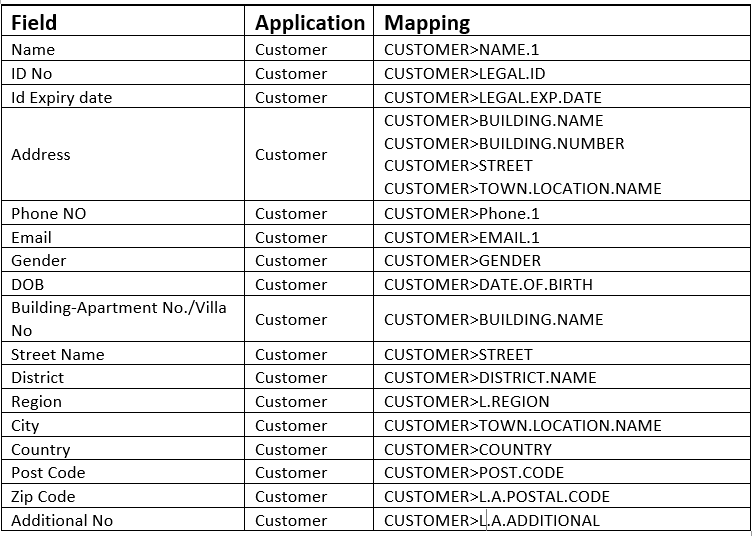 Field Application Mapping
Name Customer CUSTOMER>NAME.1
ID No Customer CUSTOMER>LEGAL.ID
Id Expiry date Customer CUSTOMER>LEGAL.EXP.DATE
Address Customer CUSTOMER>BUILDING.NAME
CUSTOMER>BUILDING.NUMBER
CUSTOMER>STREET
CUSTOMER>TOWN.LOCATION.NAME
Phone NO Customer CUSTOMER>Phone.1
Email Customer CUSTOMER>EMAIL.1
Gender Customer CUSTOMER>GENDER
DOB Customer CUSTOMER>DATE.OF.BIRTH
Building-Apartment No./Villa
No Customer CUSTOMER>BUILDING.NAME
Street Name Customer CUSTOMER>STREET
District Customer CUSTOMER>DISTRICT.NAME
Region Customer CUSTOMER>L.REGION
City Customer CUSTOMER>TOWN.LOCATION.NAME
Country Customer CUSTOMER>COUNTRY
Post Code Customer CUSTOMER>POST.CODE
Zip Code Customer CUSTOMER>L.A.POSTAL.CODE
Additional No Customer CUSTOMER>L.A.ADDITIONAL